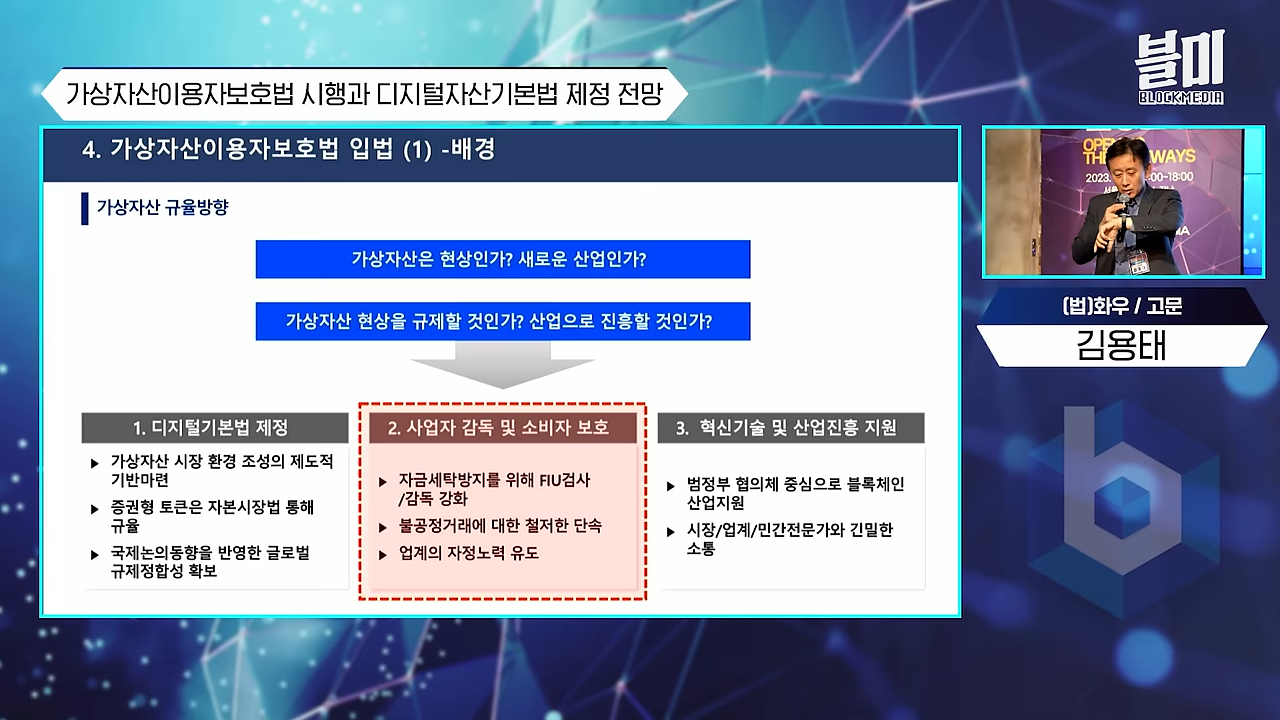 블미
BLOCKMEDIA
가상자산이용자보호법 시행과 디지털자산기본법 제정 전망
4. 가상자산이용자보호법 입법 (1) -배경
가상자산 규율방향
가상자산은 현상인가? 새로운 산업인가?
가상자산 현상을 규제할 것인가? 산업으로 진흥할 것인가?
1. 디지털기본법 제정
▶ 가상자산 시장 환경 조성의 제도적
기반마련
▶ 증권형 토큰은 자본시장법 통해
규율
▶ 국제논의동향을 반영한 글로벌
규제정합성 확보
2. 사업자 감독 및 소비자 보호
▶ 자금세탁방지를 위해 FIU검사
/감독 강화
▶ 불공정거래에 대한 철저한 단속
▶ 업계의 자정노력 유도
3. 혁신기술 및 산업진흥 지원
▶ 범정부 협의체 중심으로 블록체인
산업지원
▶ 시장/업계/민간전문가와 긴밀한
소통
2023.
00~18:00
(법)화우 / 고문
김용태